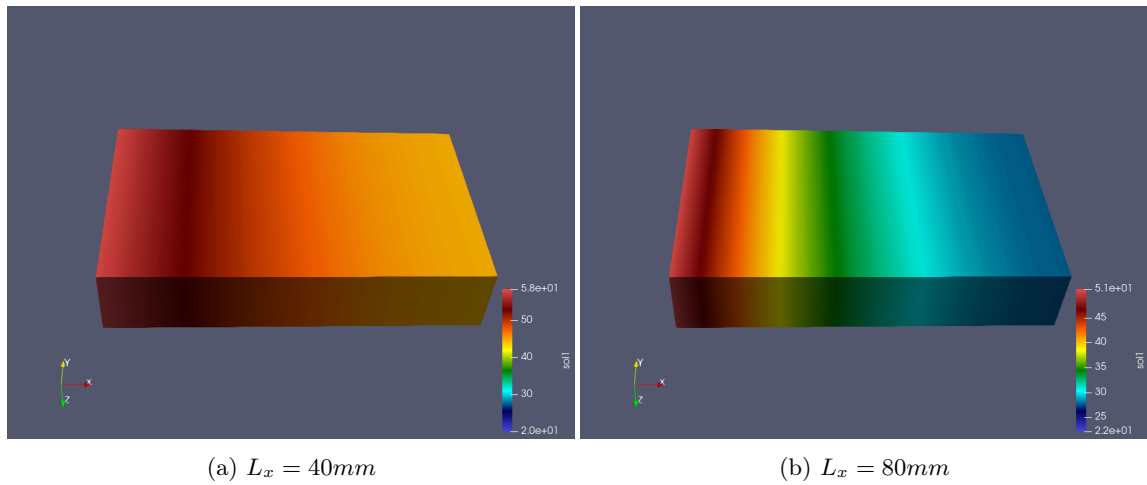 5.8e+01
50
40
30
2.0e+01
sol1
Y
X
Z
5.1e+01
45
40
35
30
25
2.2e+01
sol1
Y
X
Z
(a) L_x = 40mm
(b) L_x = 80mm